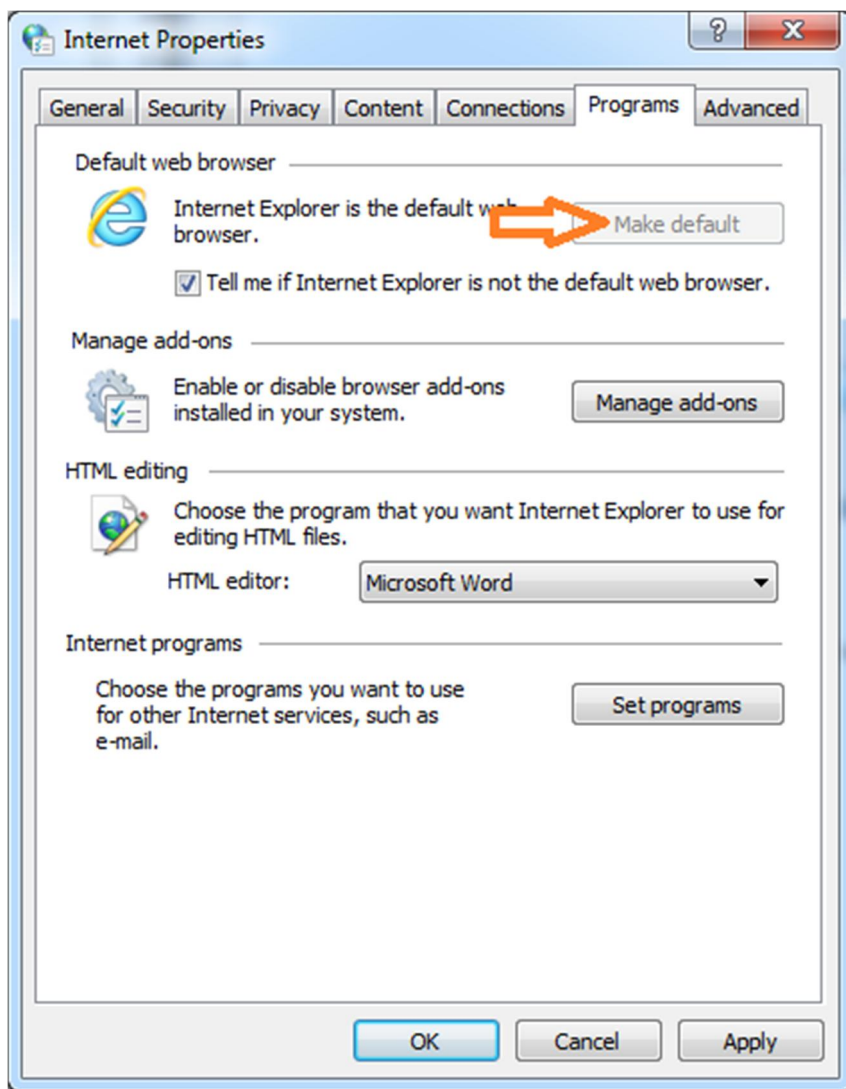 Internet Properties
General Security Privacy Content Connections Programs Advanced
Default web browser
Internet Explorer is the default web
browser.
Make default
Tell me if Internet Explorer is not the default web browser.
Manage add-ons
Enable or disable browser add-ons
installed in your system.
Manage add-ons
HTML editing
Choose the program that you want Internet Explorer to use for
editing HTML files.
HTML editor: Microsoft Word
Internet programs
Choose the programs you want to use
for other Internet services, such as
e-mail.
Set programs
OK Cancel Apply